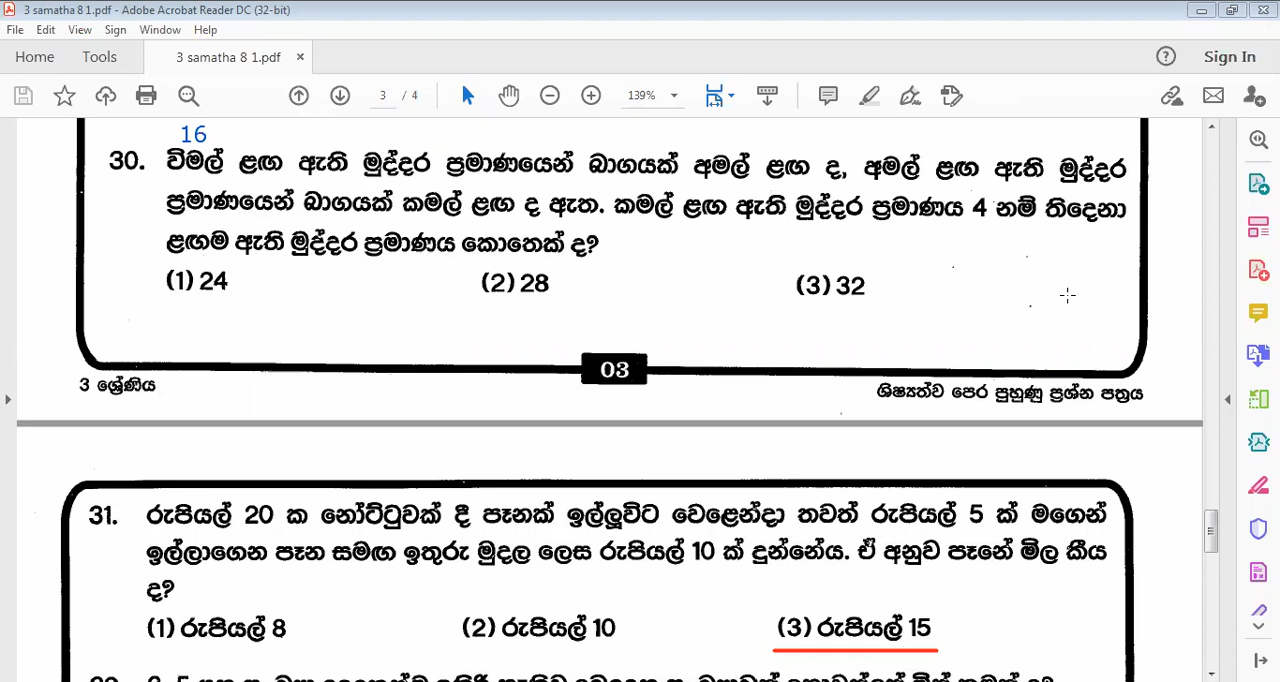 3 samatha 8 1.pdf - Adobe Acrobat Reader DC (32-bit)
File Edit View Sign Window Help
Home Tools 3 samatha 8 1.pdf × Sign In
3 / 4 139%
16
30. විමල් ළඟ ඇති මුද්දර ප්‍රමාණයෙන් බාගයක් අමල් ළඟ ද, අමල් ළඟ ඇති මුද්දර
ප්‍රමාණයෙන් බාගයක් කමල් ළඟ ද ඇත. කමල් ළඟ ඇති මුද්දර ප්‍රමාණය 4 නම් තිදෙනා
ළඟම ඇති මුද්දර ප්‍රමාණය කොතෙක් ද?
(1) 24 (2) 28 (3) 32
03
3 ශ්‍රේණිය ශිෂ්‍යත්ව පෙර පුහුණු ප්‍රශ්න පත්‍රය
31. රුපියල් 20 ක නෝට්ටුවක් දී පෑනක් ඉල්ලූවිට වෙළෙන්දා තවත් රුපියල් 5 ක් මගෙන්
ඉල්ලාගෙන පෑන සමඟ ඉතුරු මුදල ලෙස රුපියල් 10 ක් දුන්නේය. ඒ අනුව පෑනේ මිල කීය
ද?
(1) රුපියල් 8 (2) රුපියල් 10 (3) රුපියල් 15